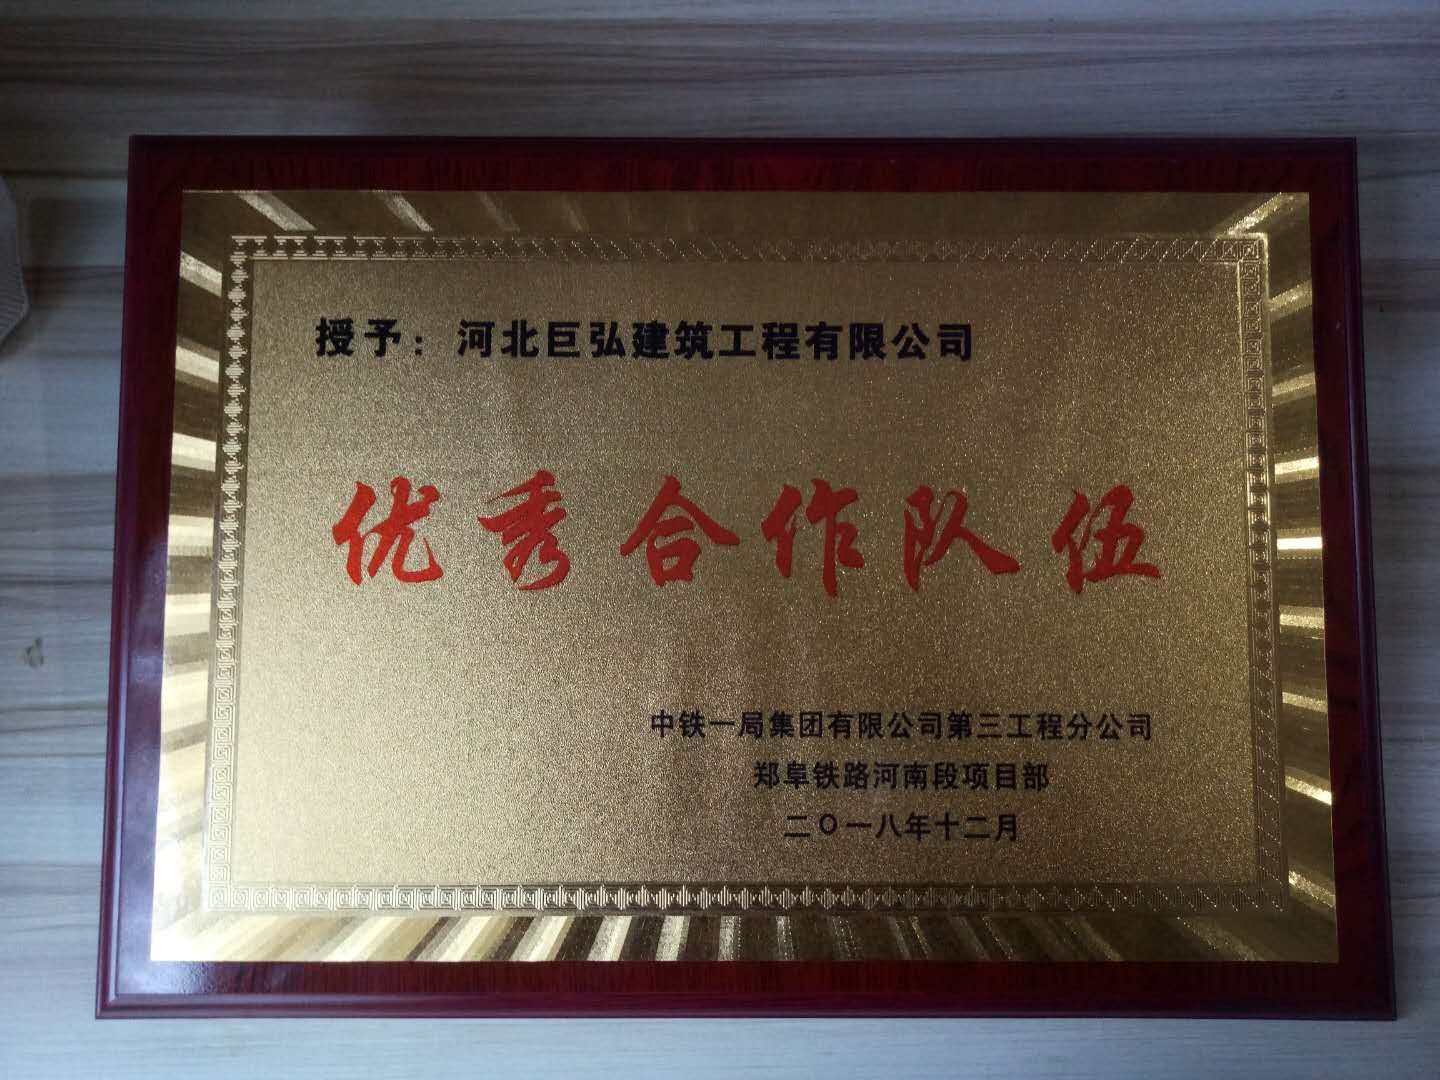 授予：河北巨弘建筑工程有限公司
优秀合作队伍
中铁一局集团有限公司第三工程分公司
郑阜铁路河南段项目部
二〇一八年十二月